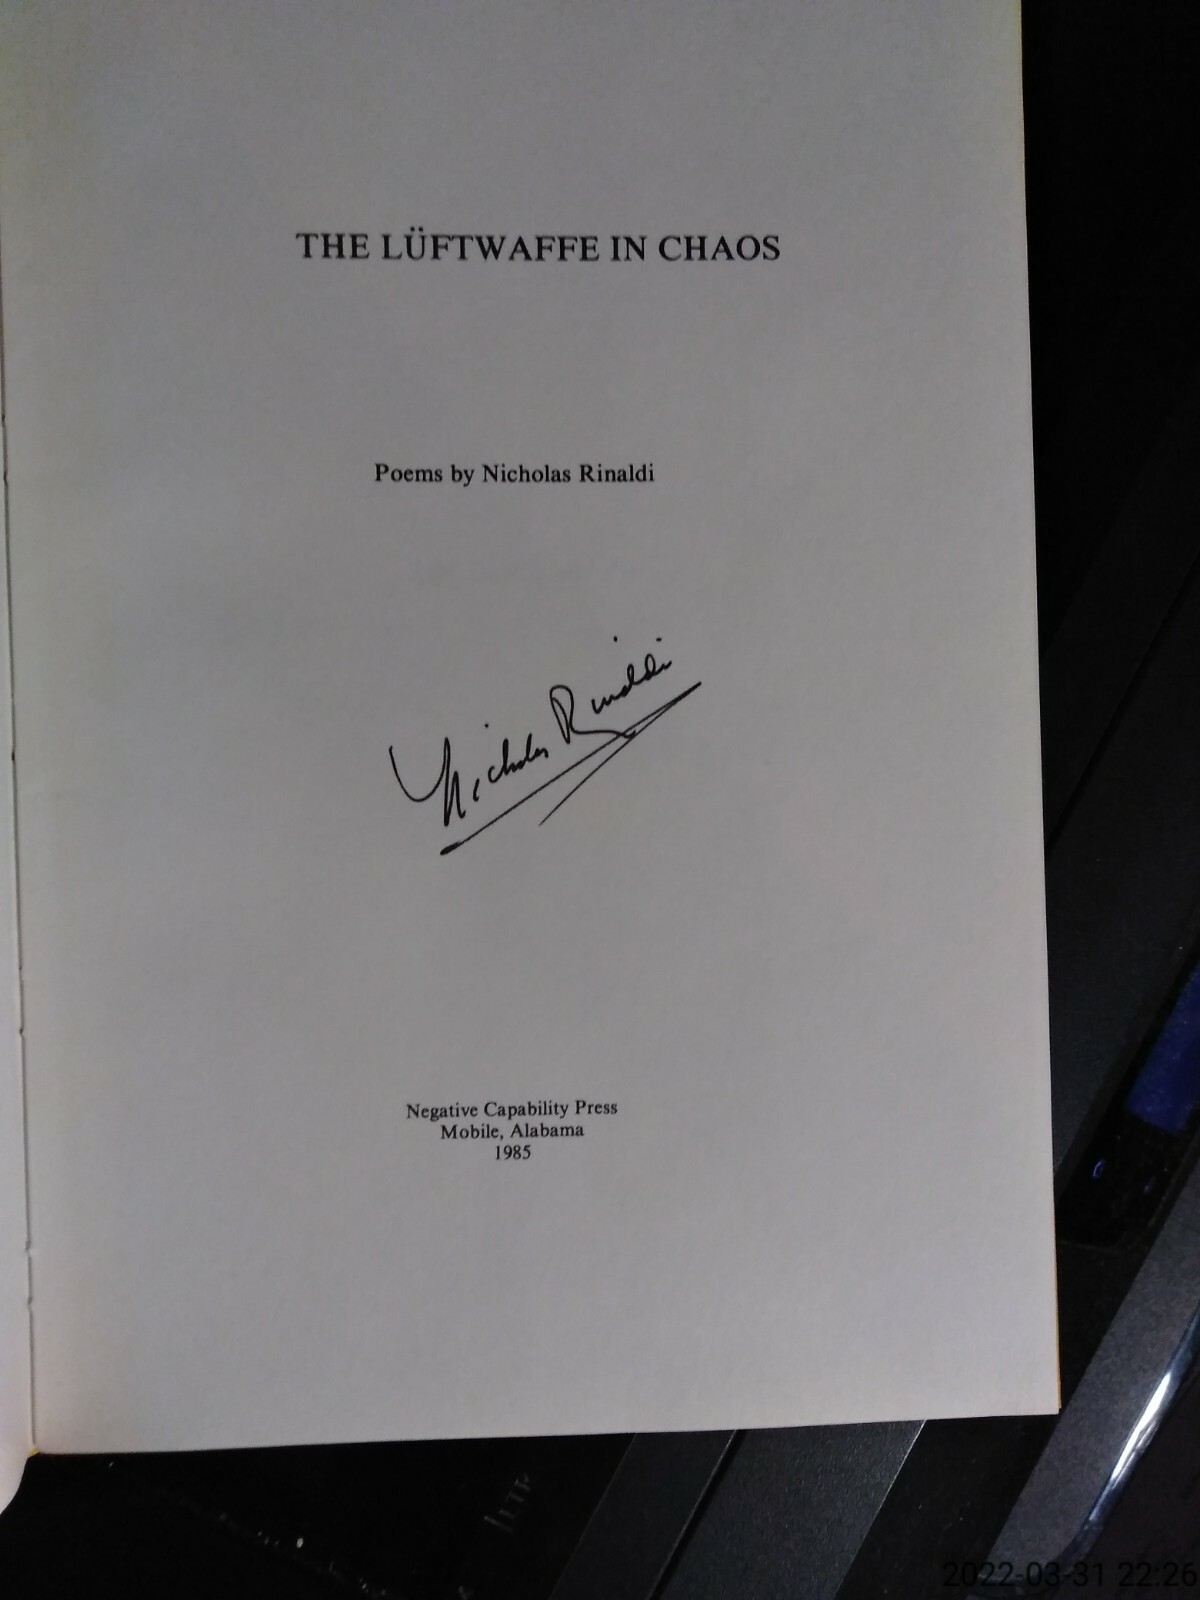 THE LÜFTWAFFE IN CHAOS
Poems by Nicholas Rinaldi
Nicholas Rinaldi
Negative Capability Press
Mobile, Alabama
1985
2022-03-31 22:26